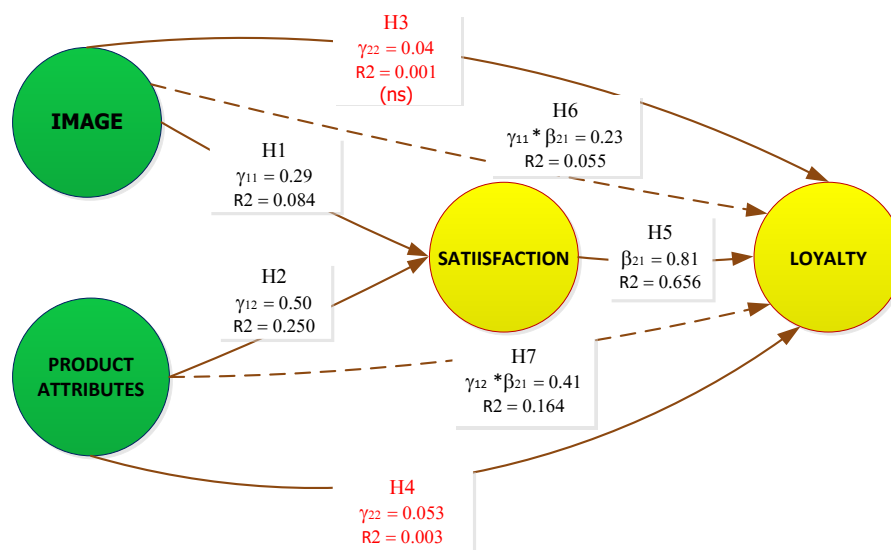 H3
γ22 = 0.04
R2 = 0.001
(ns)
IMAGE
H6
γ11 * β21 = 0.23
R2 = 0.055
H1
γ11 = 0.29
R2 = 0.084
SATIISFACTION
H5
β21 = 0.81
R2 = 0.656
LOYALTY
H2
γ12 = 0.50
R2 = 0.250
PRODUCT
ATTRIBUTES
H7
γ12 *β21 = 0.41
R2 = 0.164
H4
γ22 = 0.053
R2 = 0.003